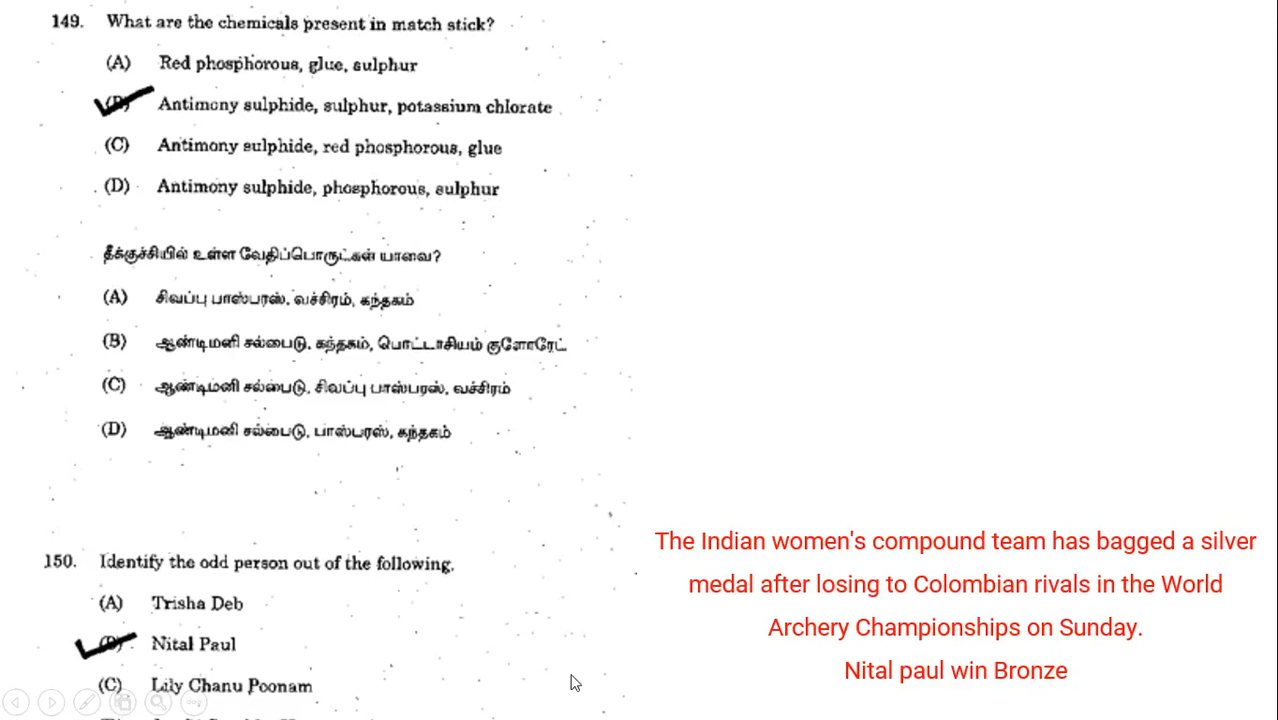 149. What are the chemicals present in match stick?
(A) Red phosphorous, glue, sulphur
(B) Antimony sulphide, sulphur, potassium chlorate
(C) Antimony sulphide, red phosphorous, glue
(D) Antimony sulphide, phosphorous, sulphur
தீக்குச்சியில் உள்ள வேதிப்பொருட்கள் யாவை?
(A) சிவப்பு பாஸ்பரஸ், வச்சிரம், கந்தகம்
(B) ஆண்டிமனி சல்பைடு, கந்தகம், பொட்டாசியம் குளோரேட்
(C) ஆண்டிமனி சல்பைடு, சிவப்பு பாஸ்பரஸ், வச்சிரம்
(D) ஆண்டிமனி சல்பைடு, பாஸ்பரஸ், கந்தகம்
150. Identify the odd person out of the following.
(A) Trisha Deb
(B) Nital Paul
(C) Lily Chanu Poonam
The Indian women's compound team has bagged a silver
medal after losing to Colombian rivals in the World
Archery Championships on Sunday.
Nital paul win Bronze